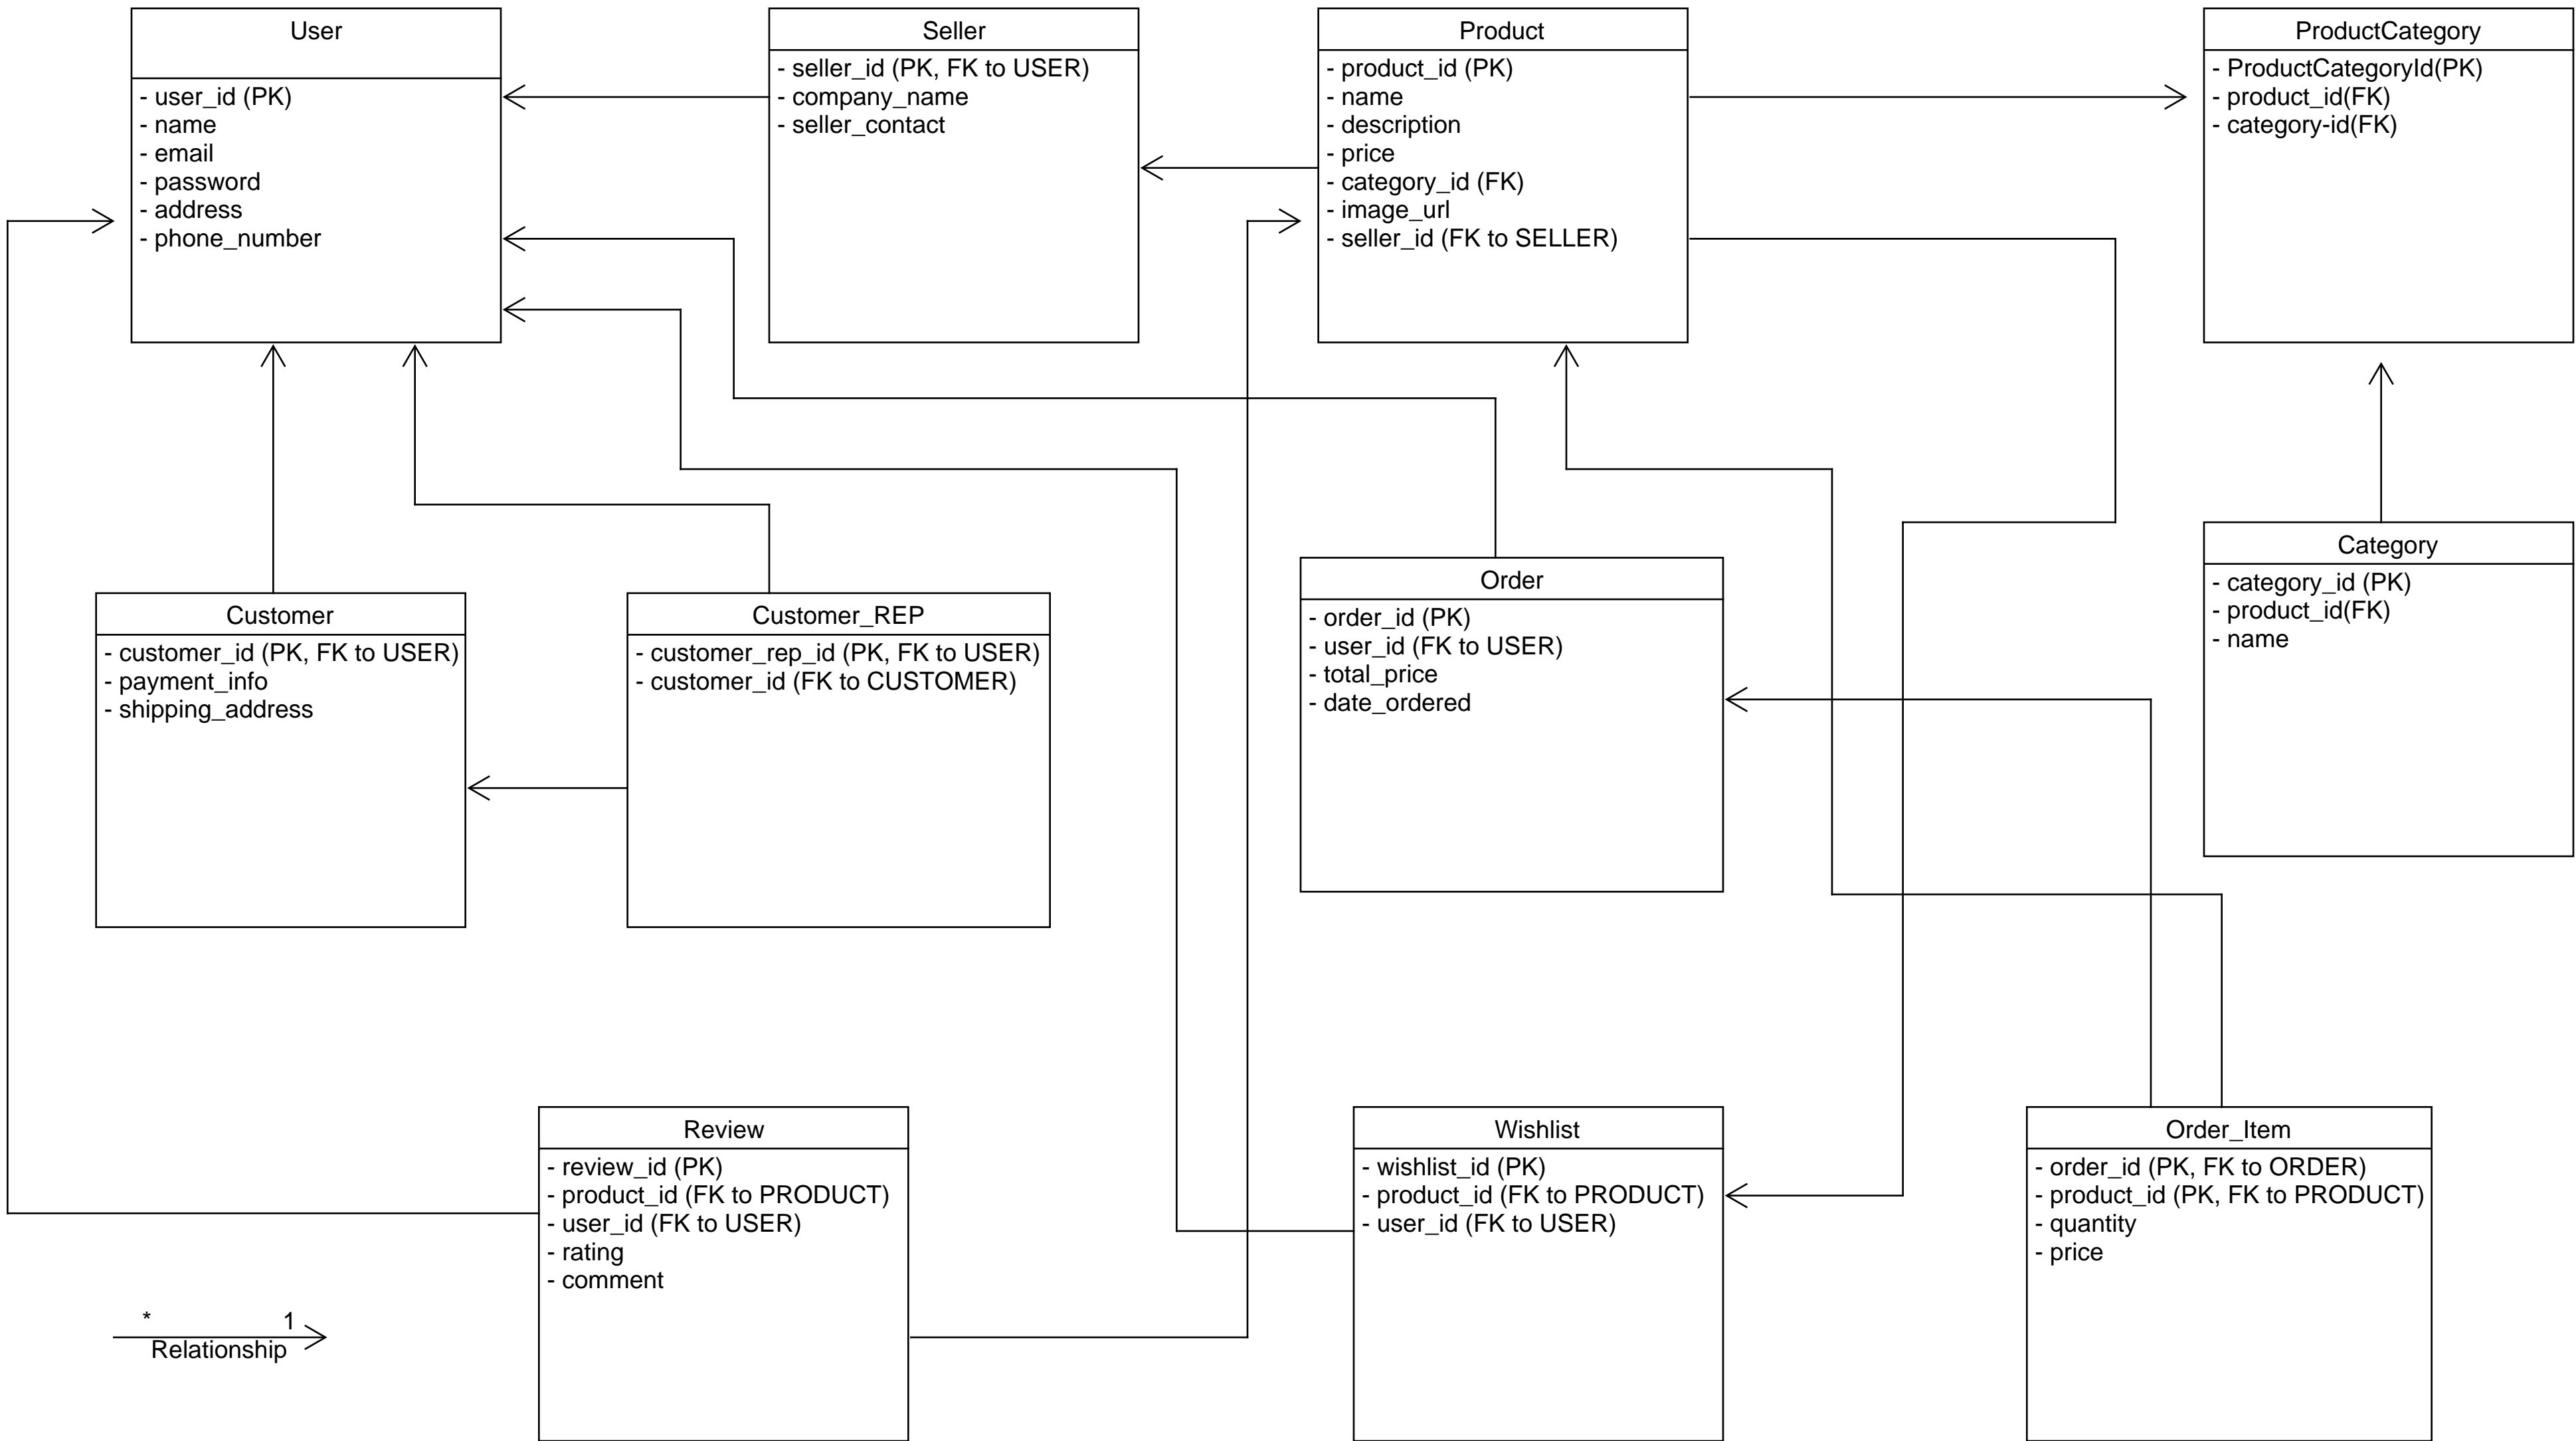 User
- user_id (PK)
- name
- email
- password
- address
- phone_number
Seller
- seller_id (PK, FK to USER)
- company_name
- seller_contact
Product
- product_id (PK)
- name
- description
- price
- category_id (FK)
- image_url
- seller_id (FK to SELLER)
ProductCategory
- ProductCategoryId(PK)
- product_id(FK)
- category-id(FK)
Customer
- customer_id (PK, FK to USER)
- payment_info
- shipping_address
Customer_REP
- customer_rep_id (PK, FK to USER)
- customer_id (FK to CUSTOMER)
Order
- order_id (PK)
- user_id (FK to USER)
- total_price
- date_ordered
Category
- category_id (PK)
- product_id(FK)
- name
Review
- review_id (PK)
- product_id (FK to PRODUCT)
- user_id (FK to USER)
- rating
- comment
Wishlist
- wishlist_id (PK)
- product_id (FK to PRODUCT)
- user_id (FK to USER)
Order_Item
- order_id (PK, FK to ORDER)
- product_id (PK, FK to PRODUCT)
- quantity
- price
* 1
Relationship